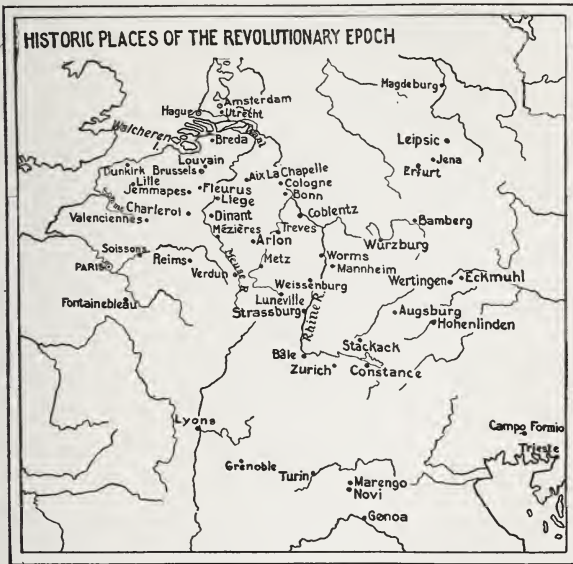 HISTORIC PLACES OF THE REVOLUTIONARY EPOCH
Magdeburg
Amsterdam
Hague
Utrecht
Walcheren
I.
Breda
Leipsic
Louvain
Jena
Dunkirk
Brussels
Aix La Chapelle
Erfurt
Lille
Cologne
Jemmapes
Fleurus
Bonn
Liege
Charleroi
Dinant
Coblentz
Valenciennes
Bamberg
Mézières
Treves
Arlon
Würzburg
Soissons
Reims
Metz
Worms
PARIS
Meuse R.
Mannheim
Verdun
Weissenburg
Wertingen
Eckmuhl
Fontainebleau
Luneville
Rhine R.
Strassburg
Augsburg
Hohenlinden
Stackack
Bâle
Zurich
Constance
Lyons
Campo Formio
Trieste
Grenoble
Turin
Marengo
Novi
Genoa